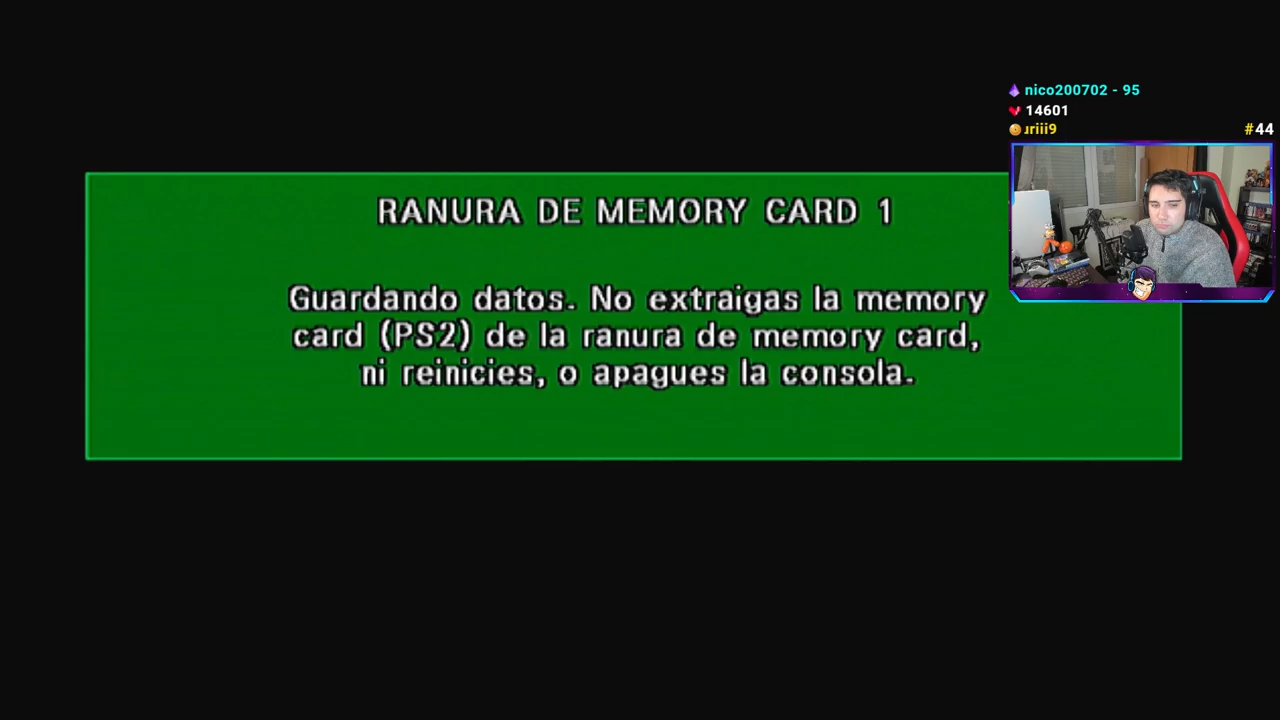 nico200702 - 95
14601
#44
RANURA DE MEMORY CARD 1
Guardando datos. No extraigas la memory
card (PS2) de la ranura de memory card,
ni reinicies, o apagues la consola.